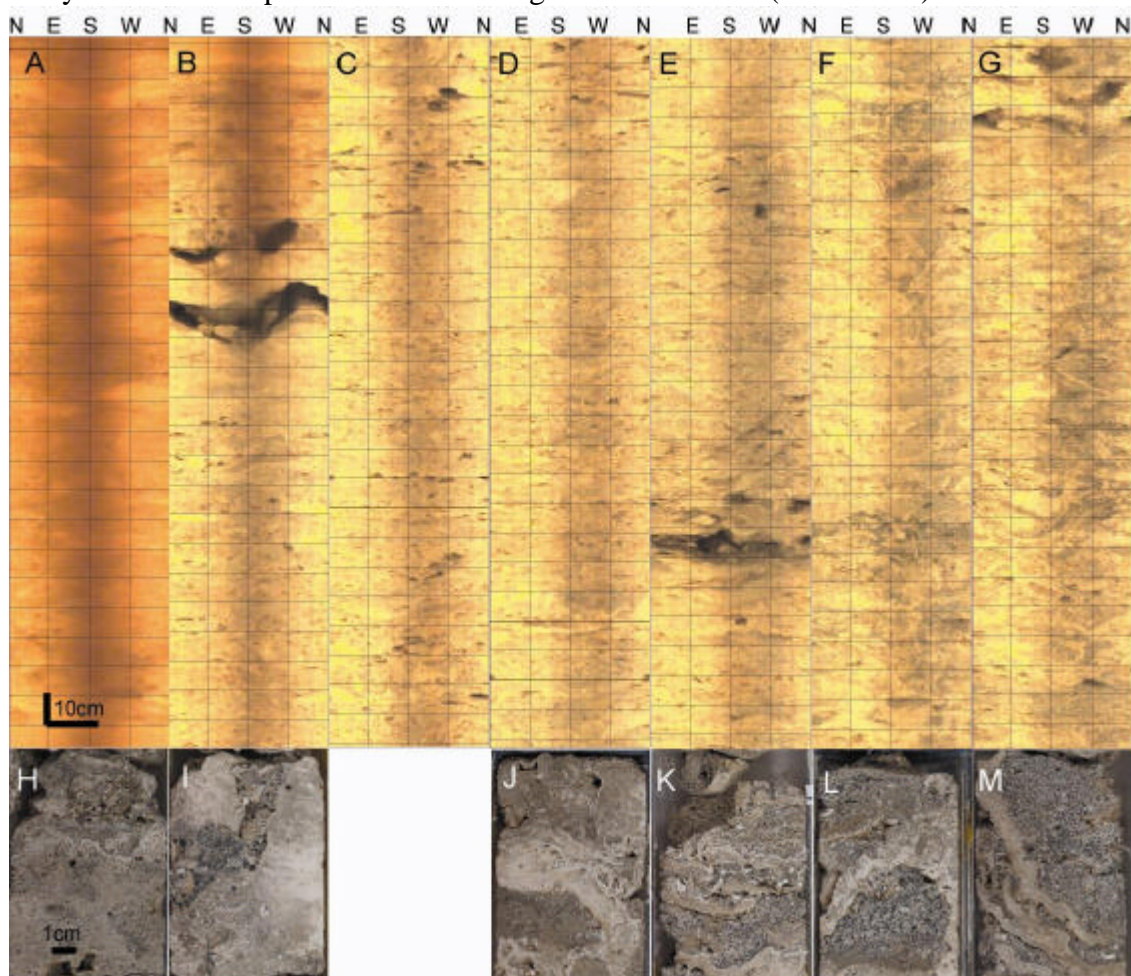 N E S W N E S W N E S W N E S W N E S W N E S W N E S W N
A B C D E F G
10cm
H I J K L M
1cm